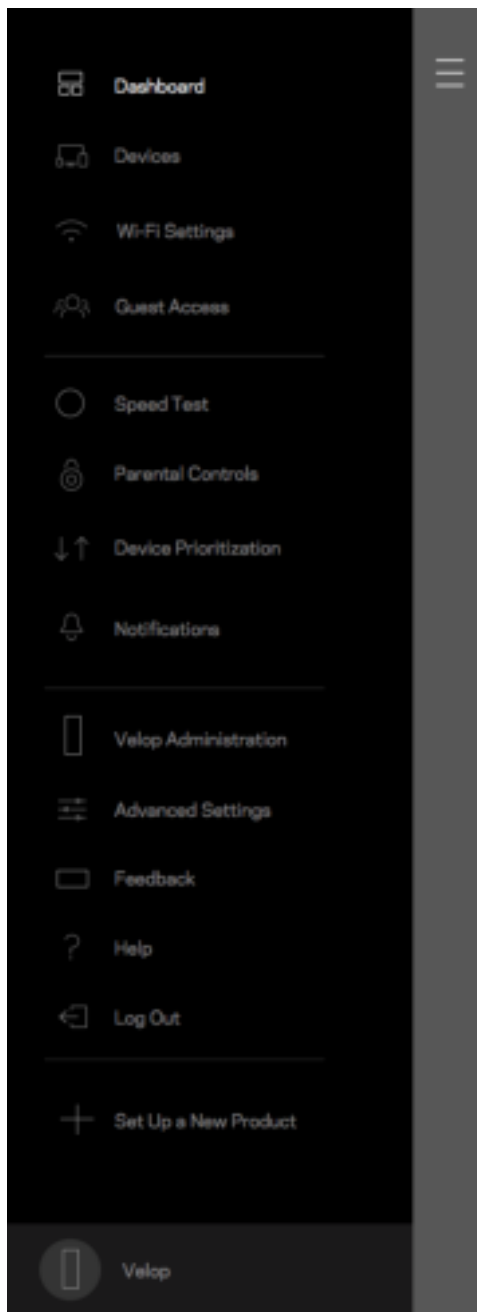 Dashboard
Devices
Wi-Fi Settings
Guest Access
Speed Test
Parental Controls
Device Prioritization
Notifications
Velop Administration
Advanced Settings
Feedback
Help
Log Out
Set Up a New Product
Velop